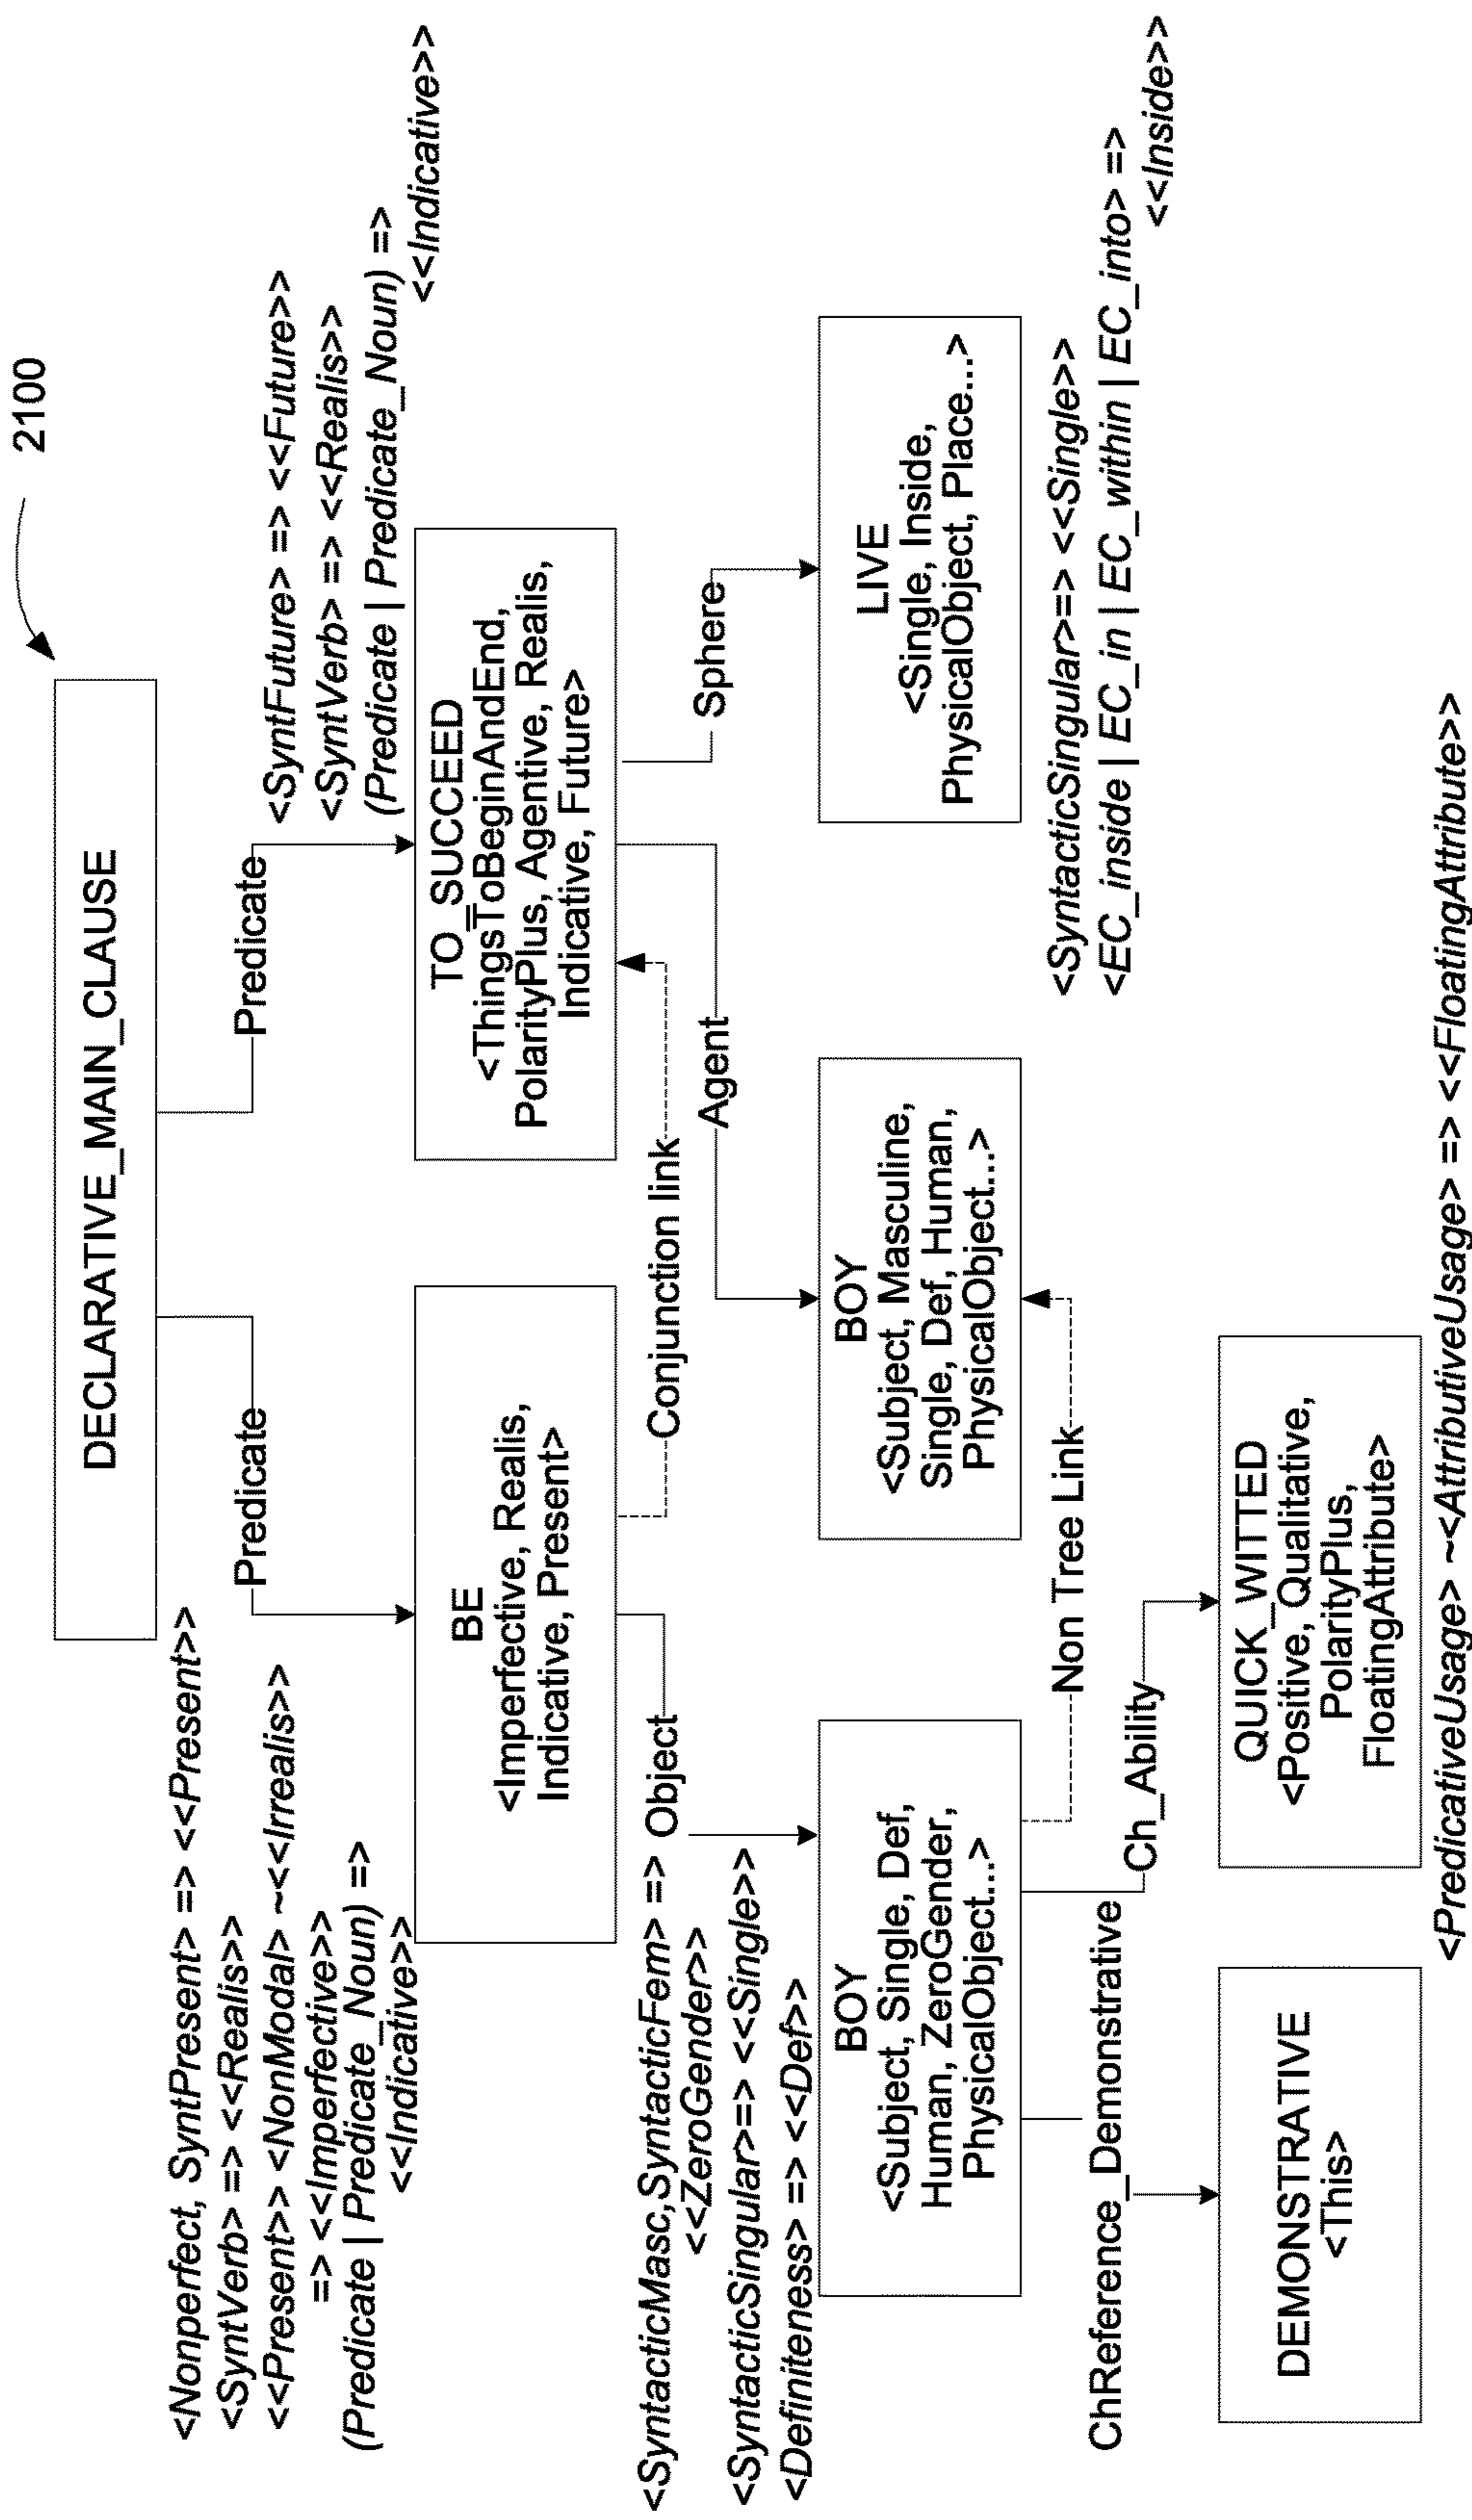 2100
DECLARATIVE_MAIN_CLAUSE
Predicate
Predicate
<Nonperfect, SyntPresent> => <<Present>>
<SyntVerb> => <<Realis>>
<<Present>> <NonModal> ~<<Irrealis>>
=> <<Imperfective>>
(Predicate | Predicate_Noun) =>
<<Indicative>>
<SyntFuture> => <<Future>>
<SyntVerb> => <<Realis>>
(Predicate | Predicate_Noun) =>
<<Indicative>>
BE
<Imperfective, Realis,
Indicative, Present>
TO_SUCCEED
<ThingsToBeginAndEnd,
PolarityPlus, Agentive, Realis,
Indicative, Future>
Conjunction link
Object
Agent
Sphere
<SyntacticMasc,SyntacticFem> =>
<<ZeroGender>>
<SyntacticSingular>=> <<Single>>
<Definiteness> => <<Def>>
BOY
<Subject, Single, Def,
Human, ZeroGender,
PhysicalObject...>
BOY
<Subject, Masculine,
Single, Def, Human,
PhysicalObject...>
LIVE
<Single, Inside,
PhysicalObject, Place...>
<SyntacticSingular>=> <<Single>>
<EC_inside | EC_in | EC_within | EC_into> =>
<<Inside>>
Non Tree Link
ChReference_Demonstrative
Ch_Ability
DEMONSTRATIVE
<This>
QUICK_WITTED
<Positive, Qualitative,
PolarityPlus,
FloatingAttribute>
<PredicativeUsage> ~<<AttributiveUsage> => <<FloatingAttribute>>